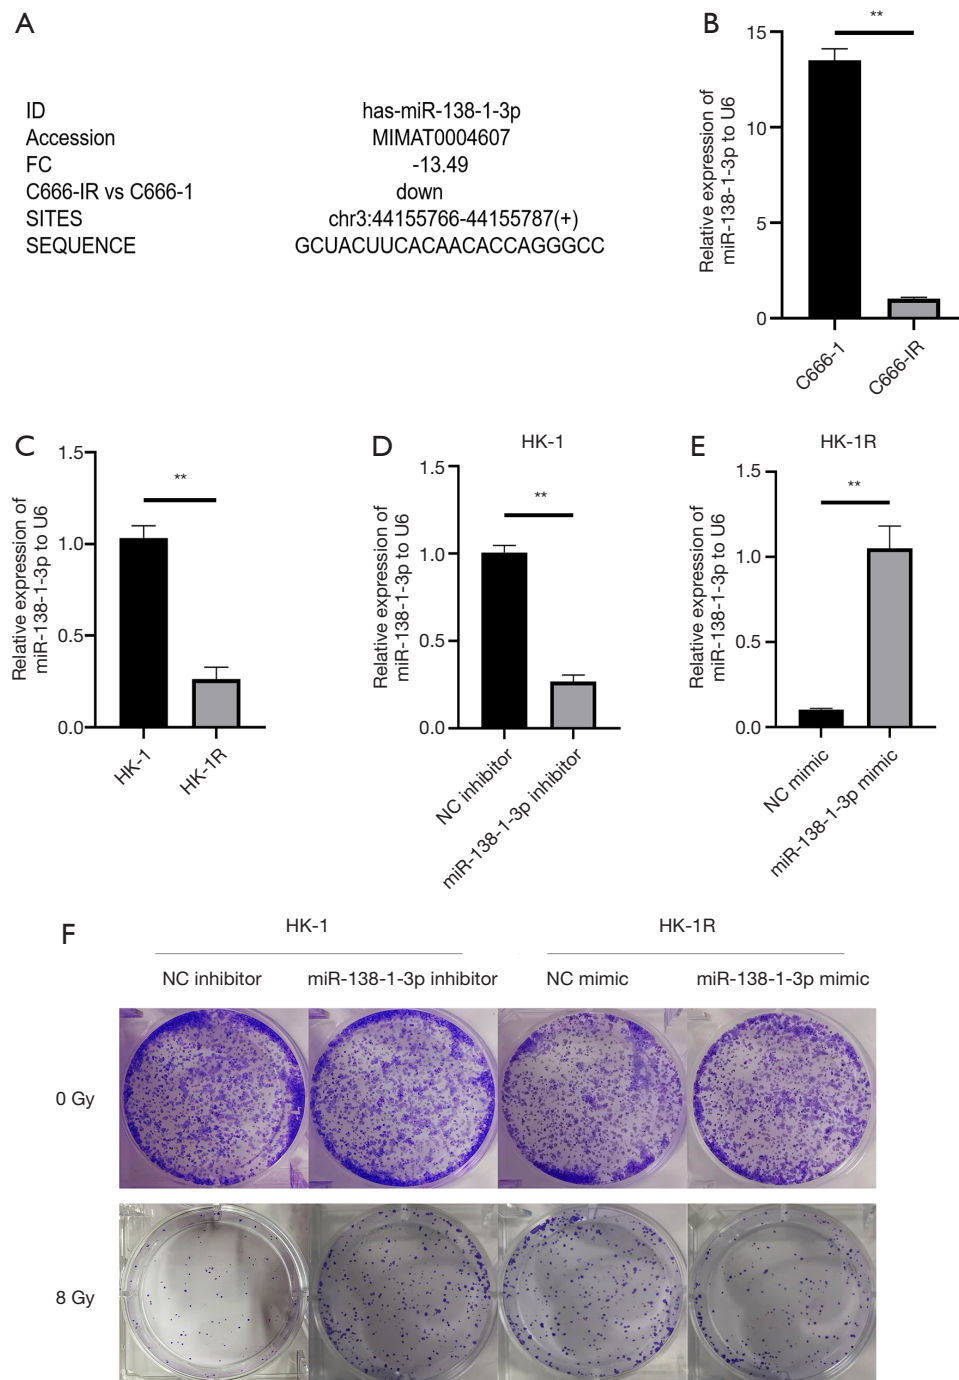 A
ID has-miR-138-1-3p
Accession MIMAT0004607
FC -13.49
C666-IR vs C666-1 down
SITES chr3:44155766-44155787(+)
SEQUENCE GCUACUUCACAACACCAGGGCC
B
Relative expression of
miR-138-1-3p to U6
15
10
5
0
**
C666-1
C666-IR
C
Relative expression of
miR-138-1-3p to U6
1.5
1.0
0.5
0.0
**
HK-1
HK-1R
D
HK-1
Relative expression of
miR-138-1-3p to U6
1.5
1.0
0.5
0.0
**
NC inhibitor
miR-138-1-3p inhibitor
E
HK-1R
Relative expression of
miR-138-1-3p to U6
1.5
1.0
0.5
0.0
**
NC mimic
miR-138-1-3p mimic
F
HK-1 HK-1R
NC inhibitor miR-138-1-3p inhibitor NC mimic miR-138-1-3p mimic
0 Gy
8 Gy